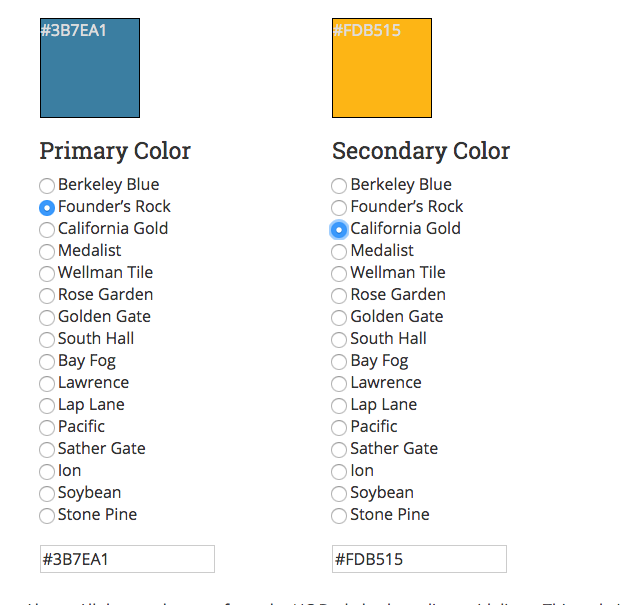 #3B7EA1
#FDB515
Primary Color
Berkeley Blue
Founder’s Rock
California Gold
Medalist
Wellman Tile
Rose Garden
Golden Gate
South Hall
Bay Fog
Lawrence
Lap Lane
Pacific
Sather Gate
Ion
Soybean
Stone Pine
#3B7EA1
Secondary Color
Berkeley Blue
Founder’s Rock
California Gold
Medalist
Wellman Tile
Rose Garden
Golden Gate
South Hall
Bay Fog
Lawrence
Lap Lane
Pacific
Sather Gate
Ion
Soybean
Stone Pine
#FDB515